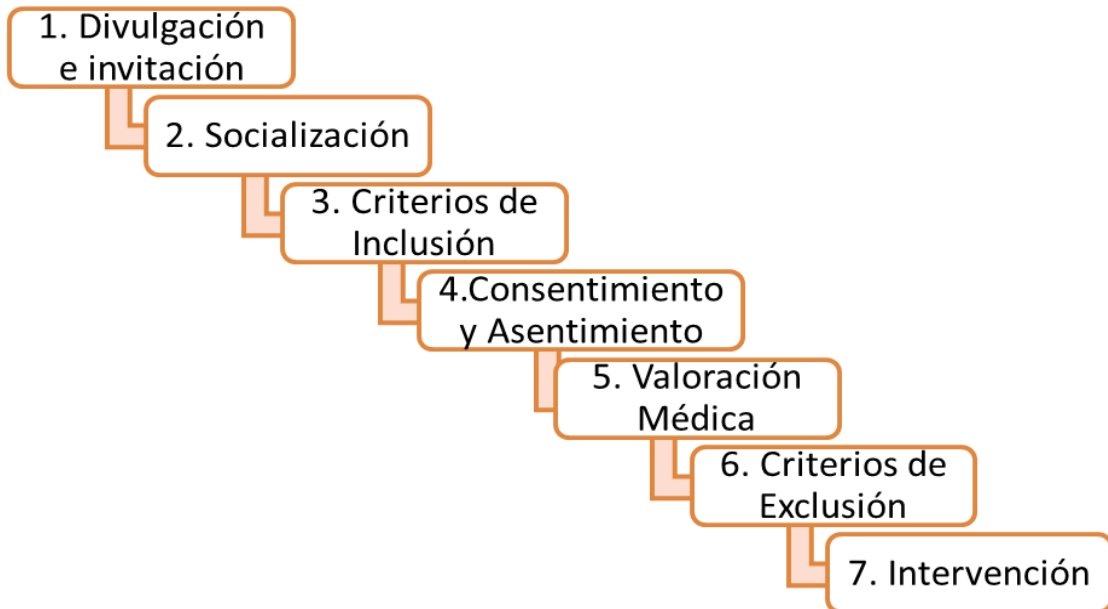 1. Divulgación
e invitación
2. Socialización
3. Criterios de
Inclusión
4.Consentimiento
y Asentimiento
5. Valoración
Médica
6. Criterios de
Exclusión
7. Intervención